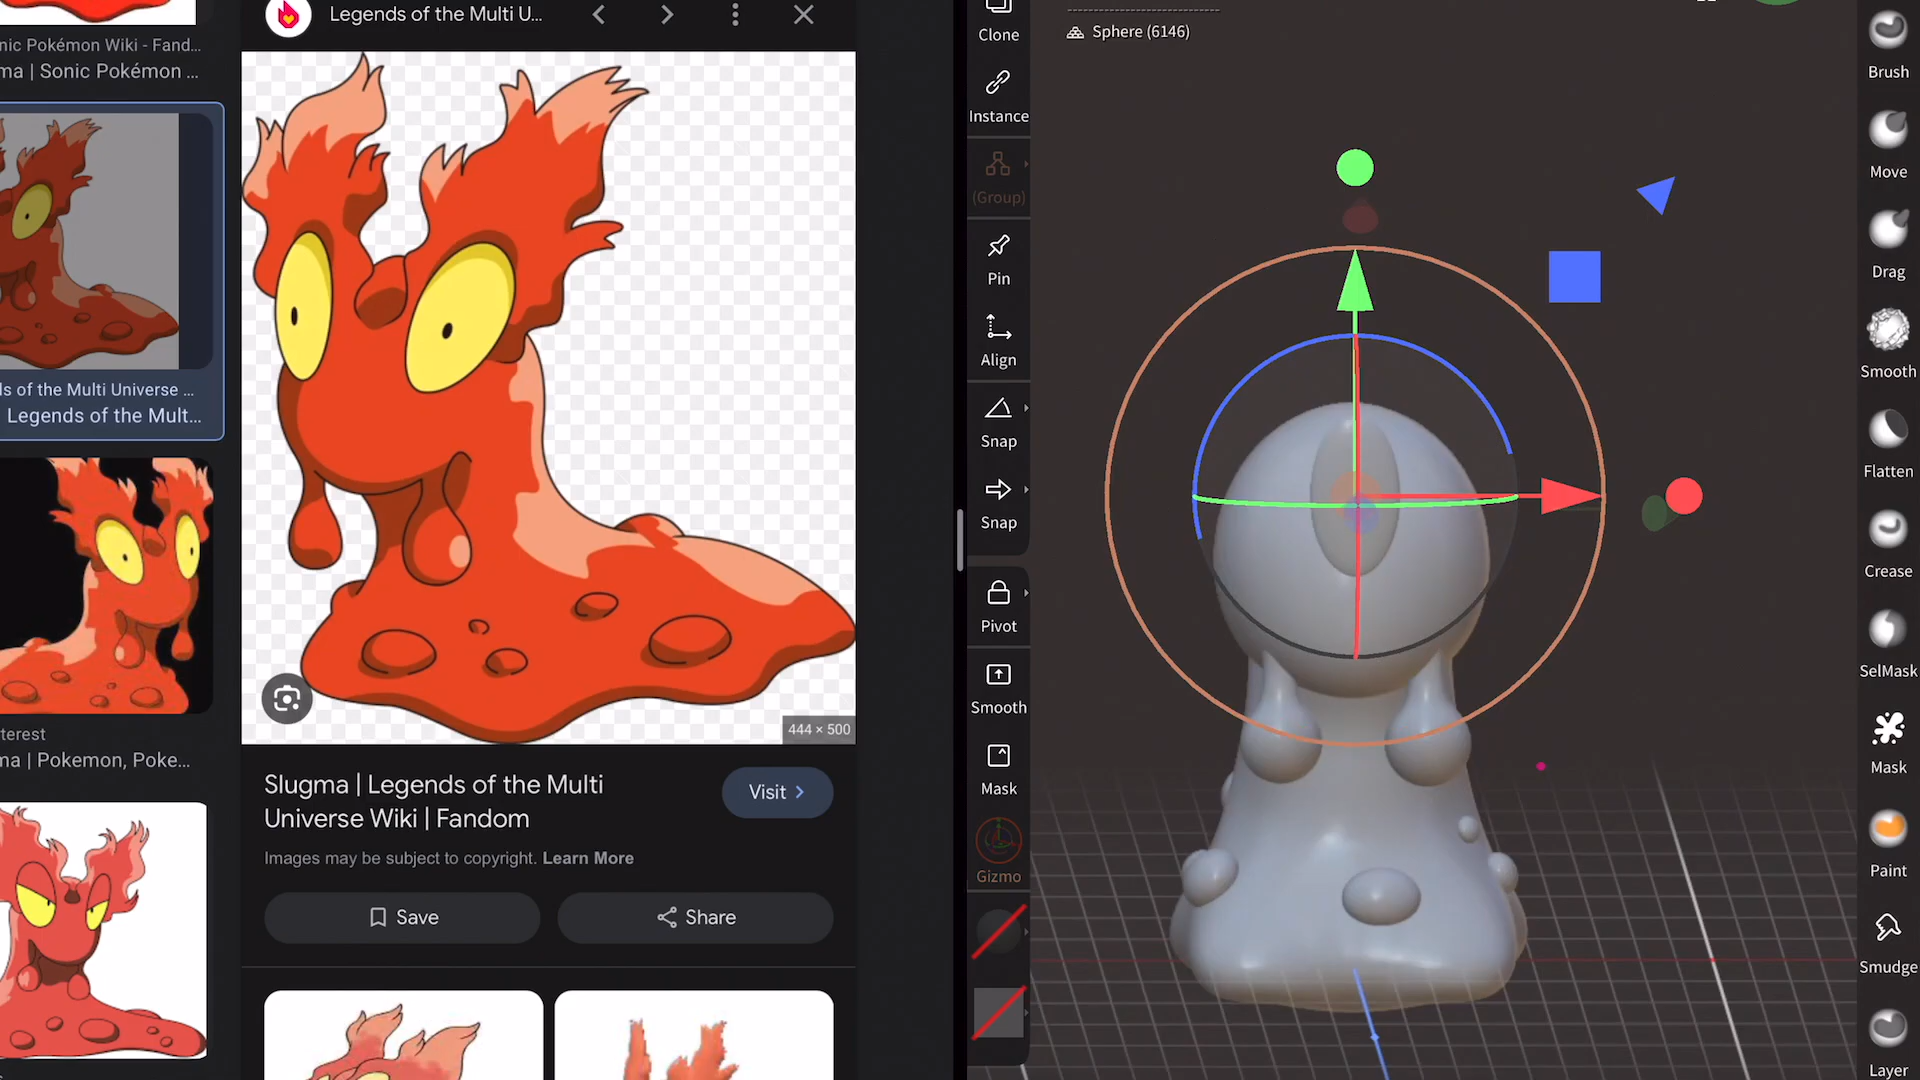 nic Pokémon Wiki - Fand...
ma | Sonic Pokémon ...
ds of the Multi Universe ...
Legends of the Mult...
terest
ma | Pokemon, Poke...
Legends of the Multi U...
444 × 500
Slugma | Legends of the Multi
Universe Wiki | Fandom
Visit
Images may be subject to copyright. Learn More
Save
Share
Clone
Instance
(Group)
Pin
Align
Snap
Snap
Pivot
Smooth
Mask
Gizmo
Sphere (6146)
Brush
Move
Drag
Smooth
Flatten
Crease
SelMask
Mask
Paint
Smudge
Layer